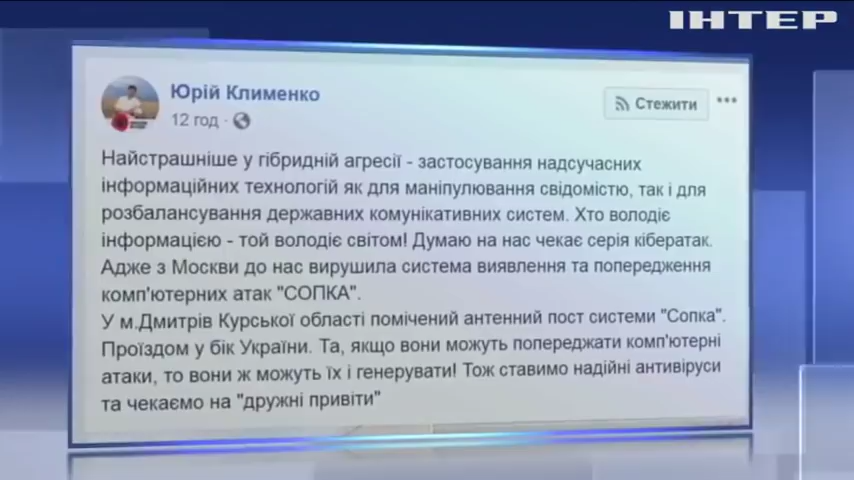 ІНТЕР
Юрій Клименко
12 год ·
Стежити
Найстрашніше у гібридній агресії - застосування надсучасних
інформаційних технологій як для маніпулювання свідомістю, так і для
розбалансування державних комунікативних систем. Хто володіє
інформацією - той володіє світом! Думаю на нас чекає серія кібератак.
Адже з Москви до нас вирушила система виявлення та попередження
комп'ютерних атак "СОПКА".
У м.Дмитрів Курської області помічений антенний пост системи "Сопка".
Проїздом у бік України. Та, якщо вони можуть попереджати комп'ютерні
атаки, то вони ж можуть їх і генерувати! Тож ставимо надійні антивіруси
та чекаємо на "дружні привіти"